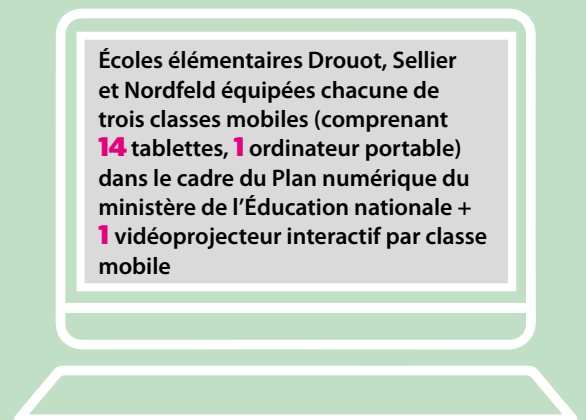 Écoles élémentaires Drouot, Sellier
et Nordfeld équipées chacune de
trois classes mobiles (comprenant
14 tablettes, 1 ordinateur portable)
dans le cadre du Plan numérique du
ministère de l’Éducation nationale +
1 vidéoprojecteur interactif par classe
mobile